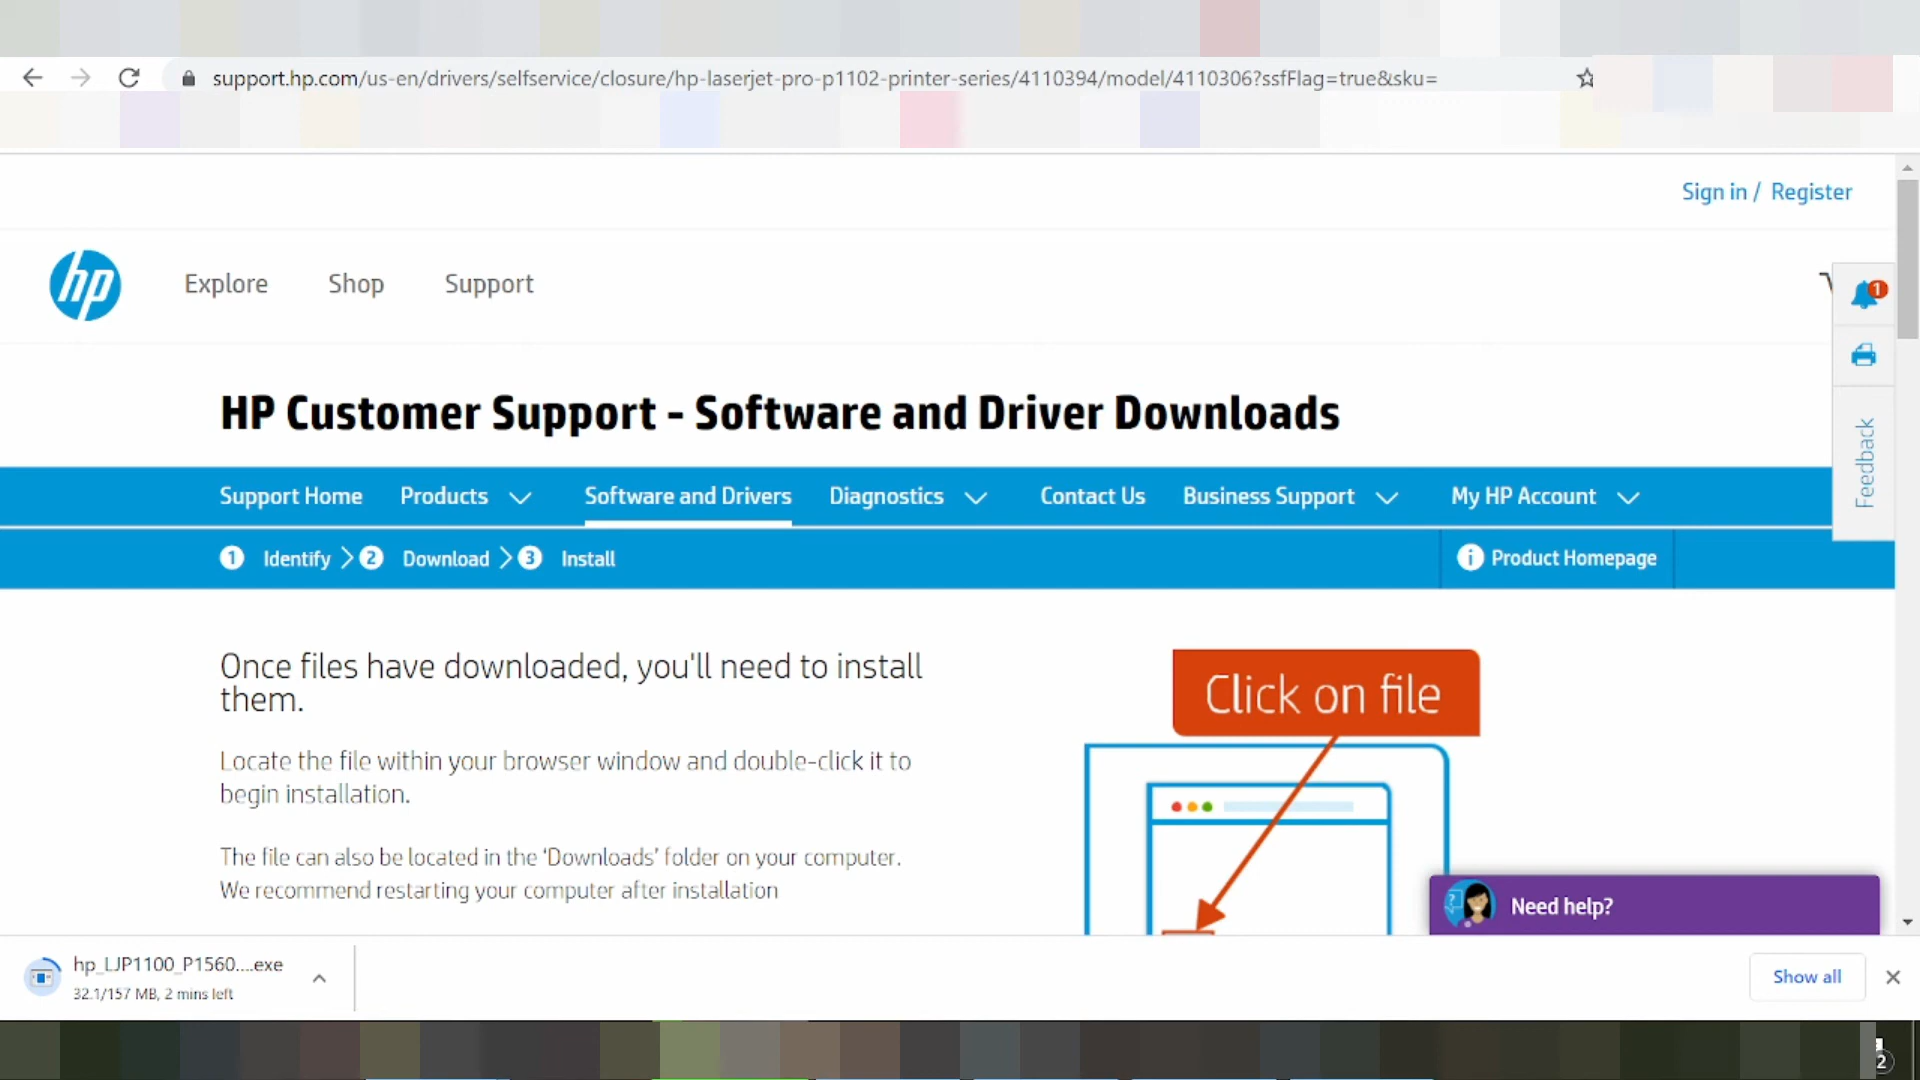 support.hp.com/us-en/drivers/selfservice/closure/hp-laserjet-pro-p1102-printer-series/4110394/model/4110306?ssfFlag=true&sku=
Sign in / Register
hp Explore Shop Support
1
HP Customer Support - Software and Driver Downloads
Feedback
Support Home Products Software and Drivers Diagnostics Contact Us Business Support My HP Account
1 Identify 2 Download 3 Install i Product Homepage
Once files have downloaded, you'll need to install
them.
Click on file
Locate the file within your browser window and double-click it to
begin installation.
The file can also be located in the 'Downloads' folder on your computer.
We recommend restarting your computer after installation
Need help?
hp_LJP1100_P1560....exe
32.1/157 MB, 2 mins left
Show all
2